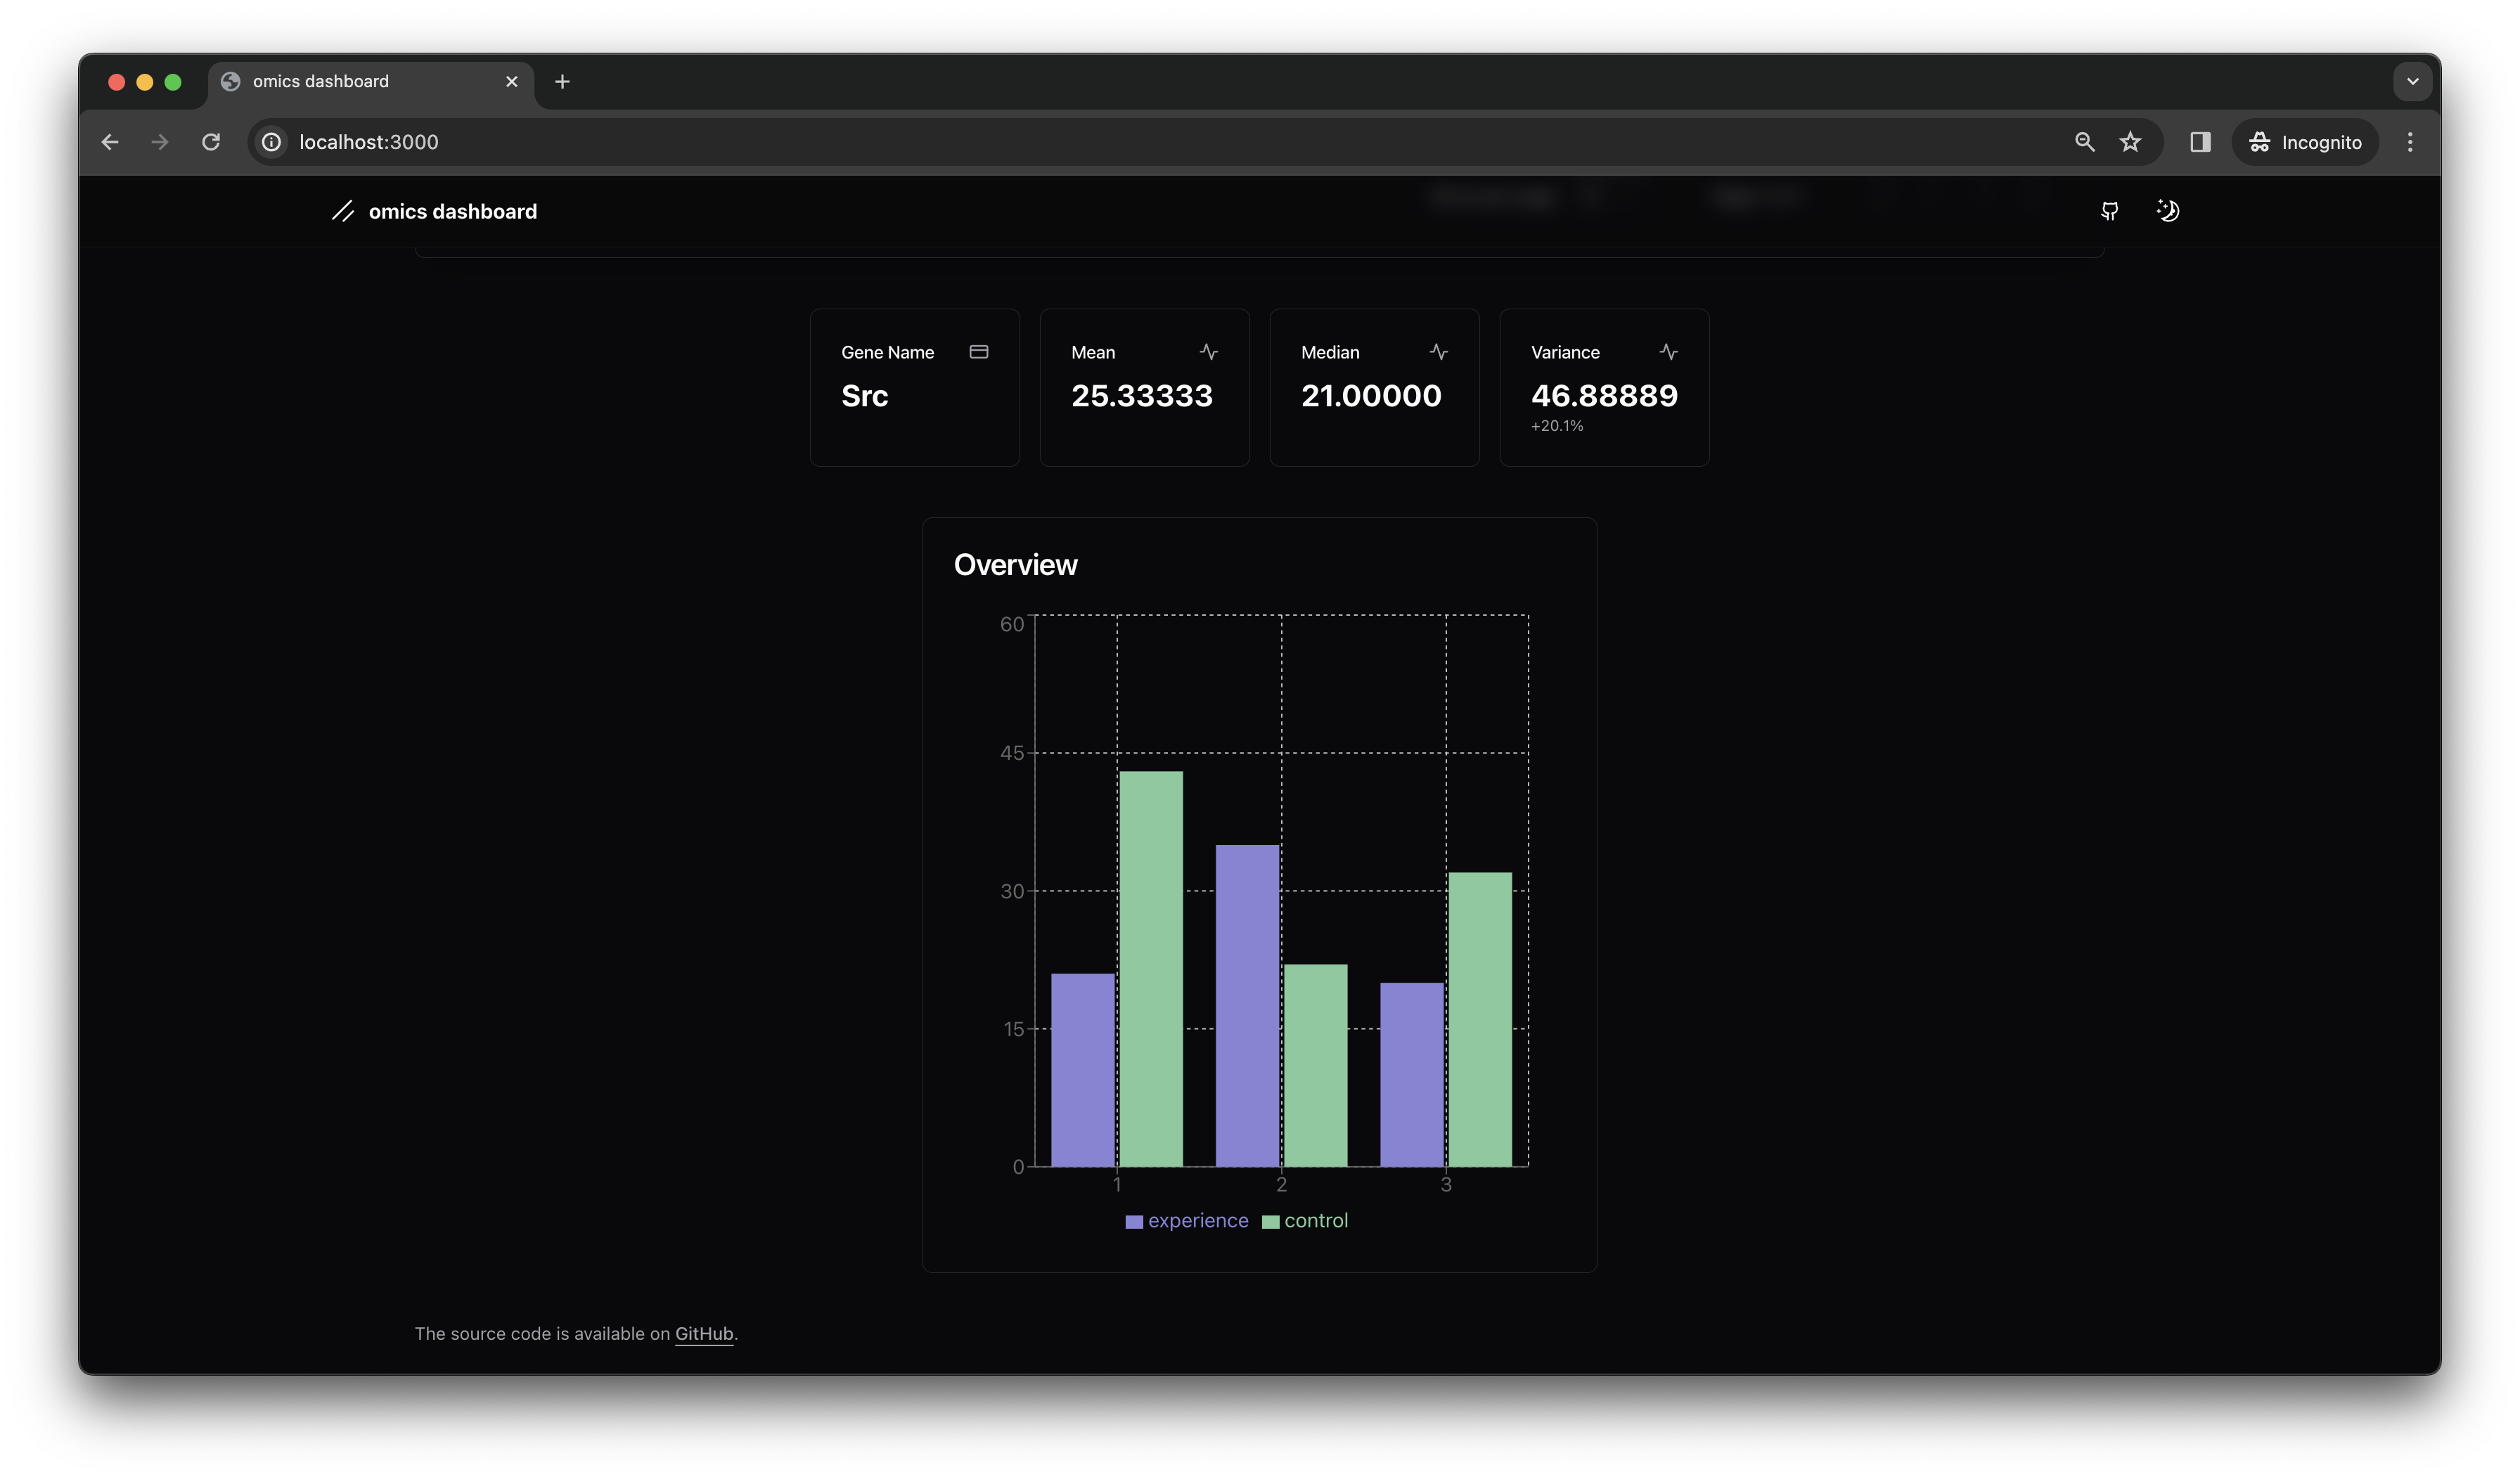 omics dashboard
localhost:3000
Incognito
omics dashboard
Gene Name
Src
Mean
25.33333
Median
21.00000
Variance
46.88889
+20.1%
Overview
60
45
30
15
0
1 2 3
experience control
The source code is available on GitHub.